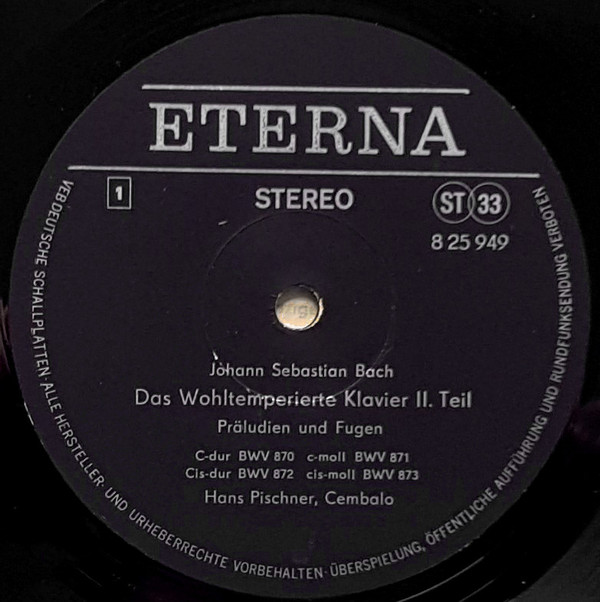 ETERNA
1 STEREO ST 33
8 25 949
Johann Sebastian Bach
Das Wohltemperierte Klavier II. Teil
Präludien und Fugen
C-dur BWV 870 c-moll BWV 871
Cis-dur BWV 872 cis-moll BWV 873
Hans Pischner, Cembalo
VEB DEUTSCHE SCHALLPLATTEN · ALLE HERSTELLER- UND URHEBERRECHTE VORBEHALTEN · ÜBERSPIELUNG, ÖFFENTLICHE AUFFÜHRUNG UND RUNDFUNKSENDUNG VERBOTEN